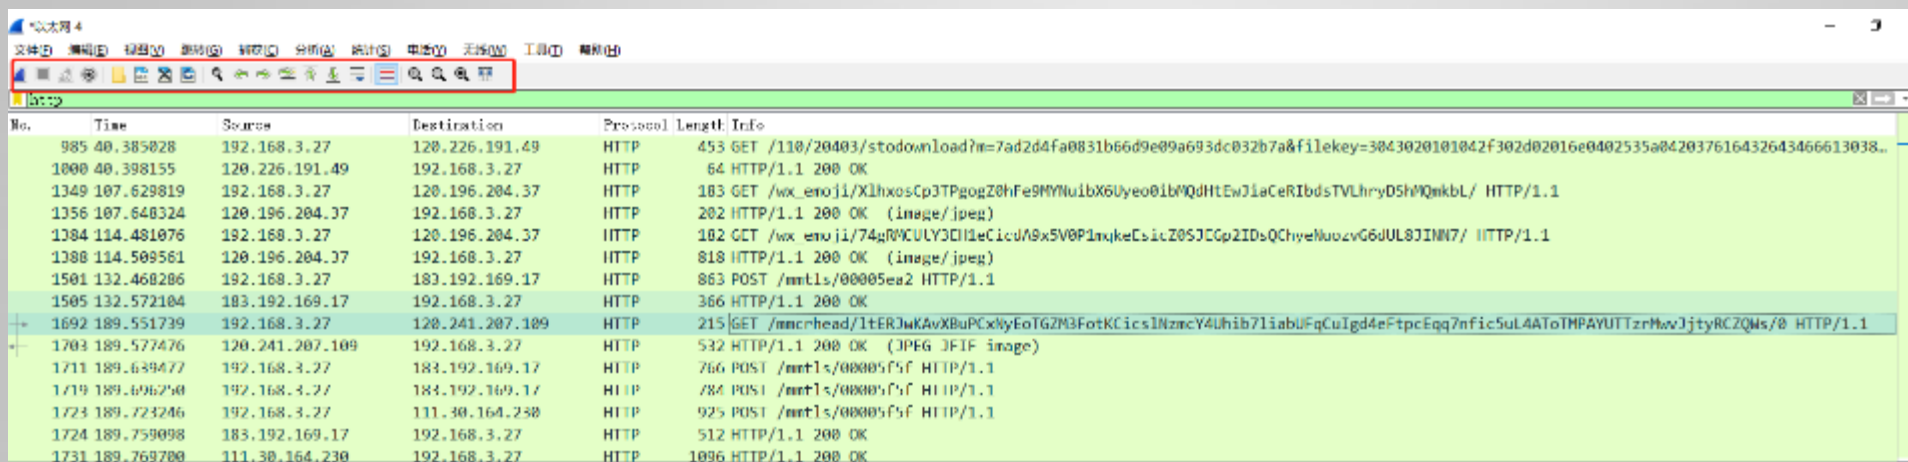 *以太网 4
文件(F) 编辑(E) 视图(V) 跳转(G) 捕获(C) 分析(A) 统计(S) 电话(Y) 无线(W) 工具(T) 帮助(H)
http
No. Time Source Destination Protocol Length Info
985 40.385028 192.168.3.27 120.226.191.49 HTTP 453 GET
1000 40.398155 120.226.191.49 192.168.3.27 HTTP 64 HTTP/1.1 200 OK
1349 107.629819 192.168.3.27 120.196.204.37 HTTP 183 GET HTTP/1.1
1356 107.648324 120.196.204.37 192.168.3.27 HTTP 202 HTTP/1.1 200 OK (image/jpeg)
1384 114.481076 192.168.3.27 120.196.204.37 HTTP 182 GET HTTP/1.1
1388 114.509561 120.196.204.37 192.168.3.27 HTTP 818 HTTP/1.1 200 OK (image/jpeg)
1501 132.468286 192.168.3.27 183.192.169.17 HTTP 863 POST /mmtls/00005ea2 HTTP/1.1
1505 132.572104 183.192.169.17 192.168.3.27 HTTP 366 HTTP/1.1 200 OK
1692 189.551739 192.168.3.27 120.241.207.109 HTTP 215 GET HTTP/1.1
1703 189.577476 120.241.207.109 192.168.3.27 HTTP 532 HTTP/1.1 200 OK (JPEG JFIF image)
1711 189.639477 192.168.3.27 183.192.169.17 HTTP 766 POST /mmtls/00005f5f HTTP/1.1
1719 189.696250 192.168.3.27 183.192.169.17 HTTP 784 POST /mmtls/00005f5f HTTP/1.1
1723 189.723246 192.168.3.27 111.30.164.230 HTTP 925 POST /mmtls/00005f5f HTTP/1.1
1724 189.759098 183.192.169.17 192.168.3.27 HTTP 512 HTTP/1.1 200 OK
1731 189.769700 111.30.164.230 192.168.3.27 HTTP 1096 HTTP/1.1 200 OK